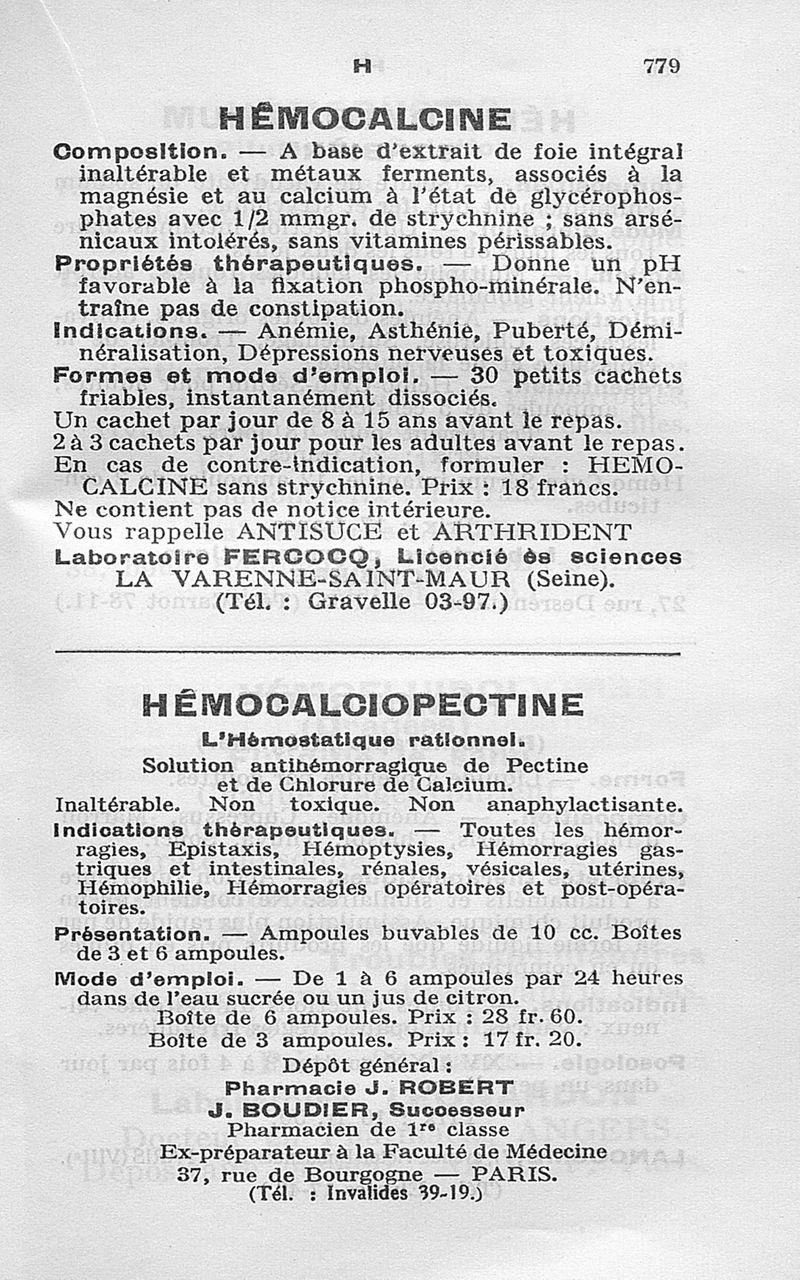 H 779
HÊMOCALCINE
Composition. — A base d'extrait de foie intégral
inaltérable et métaux ferments, associés à la
magnésie et au calcium à l'état de glycérophos-
phates avec 1/2 mmgr. de strychnine ; sans arsé-
nicaux intolérés, sans vitamines périssables.
Propriétés thérapeutiques. — Donne un pH
favorable à la fixation phospho-minérale. N'en-
traîne pas de constipation.
Indications. — Anémie, Asthénie, Puberté, Démi-
néralisation, Dépressions nerveuses et toxiques.
Formes et mode d'emploi. — 30 petits cachets
friables, instantanément dissociés.
Un cachet par jour de 8 à 15 ans avant le repas.
2 à 3 cachets par jour pour les adultes avant le repas.
En cas de contre-indication, formuler : HEMO-
CALCINE sans strychnine. Prix : 18 francs.
Ne contient pas de notice intérieure.
Vous rappelle ANTISUCE et ARTHRIDENT
Laboratoire FERCOCQ, Licencié ès sciences
LA VARENNE-SAINT-MAUR (Seine).
(Tél. : Gravelle 03-97.)
HÊMOCALCIOPECTINE
L'Hémostatique rationnel.
Solution antihémorragique de Pectine
et de Chlorure de Calcium.
Inaltérable. Non toxique. Non anaphylactisante.
Indications thérapeutiques. — Toutes les hémor-
ragies, Epistaxis, Hémoptysies, Hémorragies gas-
triques et intestinales, rénales, vésicales, utérines,
Hémophilie, Hémorragies opératoires et post-opéra-
toires.
Présentation. — Ampoules buvables de 10 cc. Boîtes
de 3 et 6 ampoules.
Mode d'emploi. — De 1 à 6 ampoules par 24 heures
dans de l'eau sucrée ou un jus de citron.
Boîte de 6 ampoules. Prix : 28 fr. 60.
Boîte de 3 ampoules. Prix : 17 fr. 20.
Dépôt général :
Pharmacie J. ROBERT
J. BOUDIER, Successeur
Pharmacien de 1re classe
Ex-préparateur à la Faculté de Médecine
37, rue de Bourgogne — PARIS.
(Tél. : Invalides 39-19.)